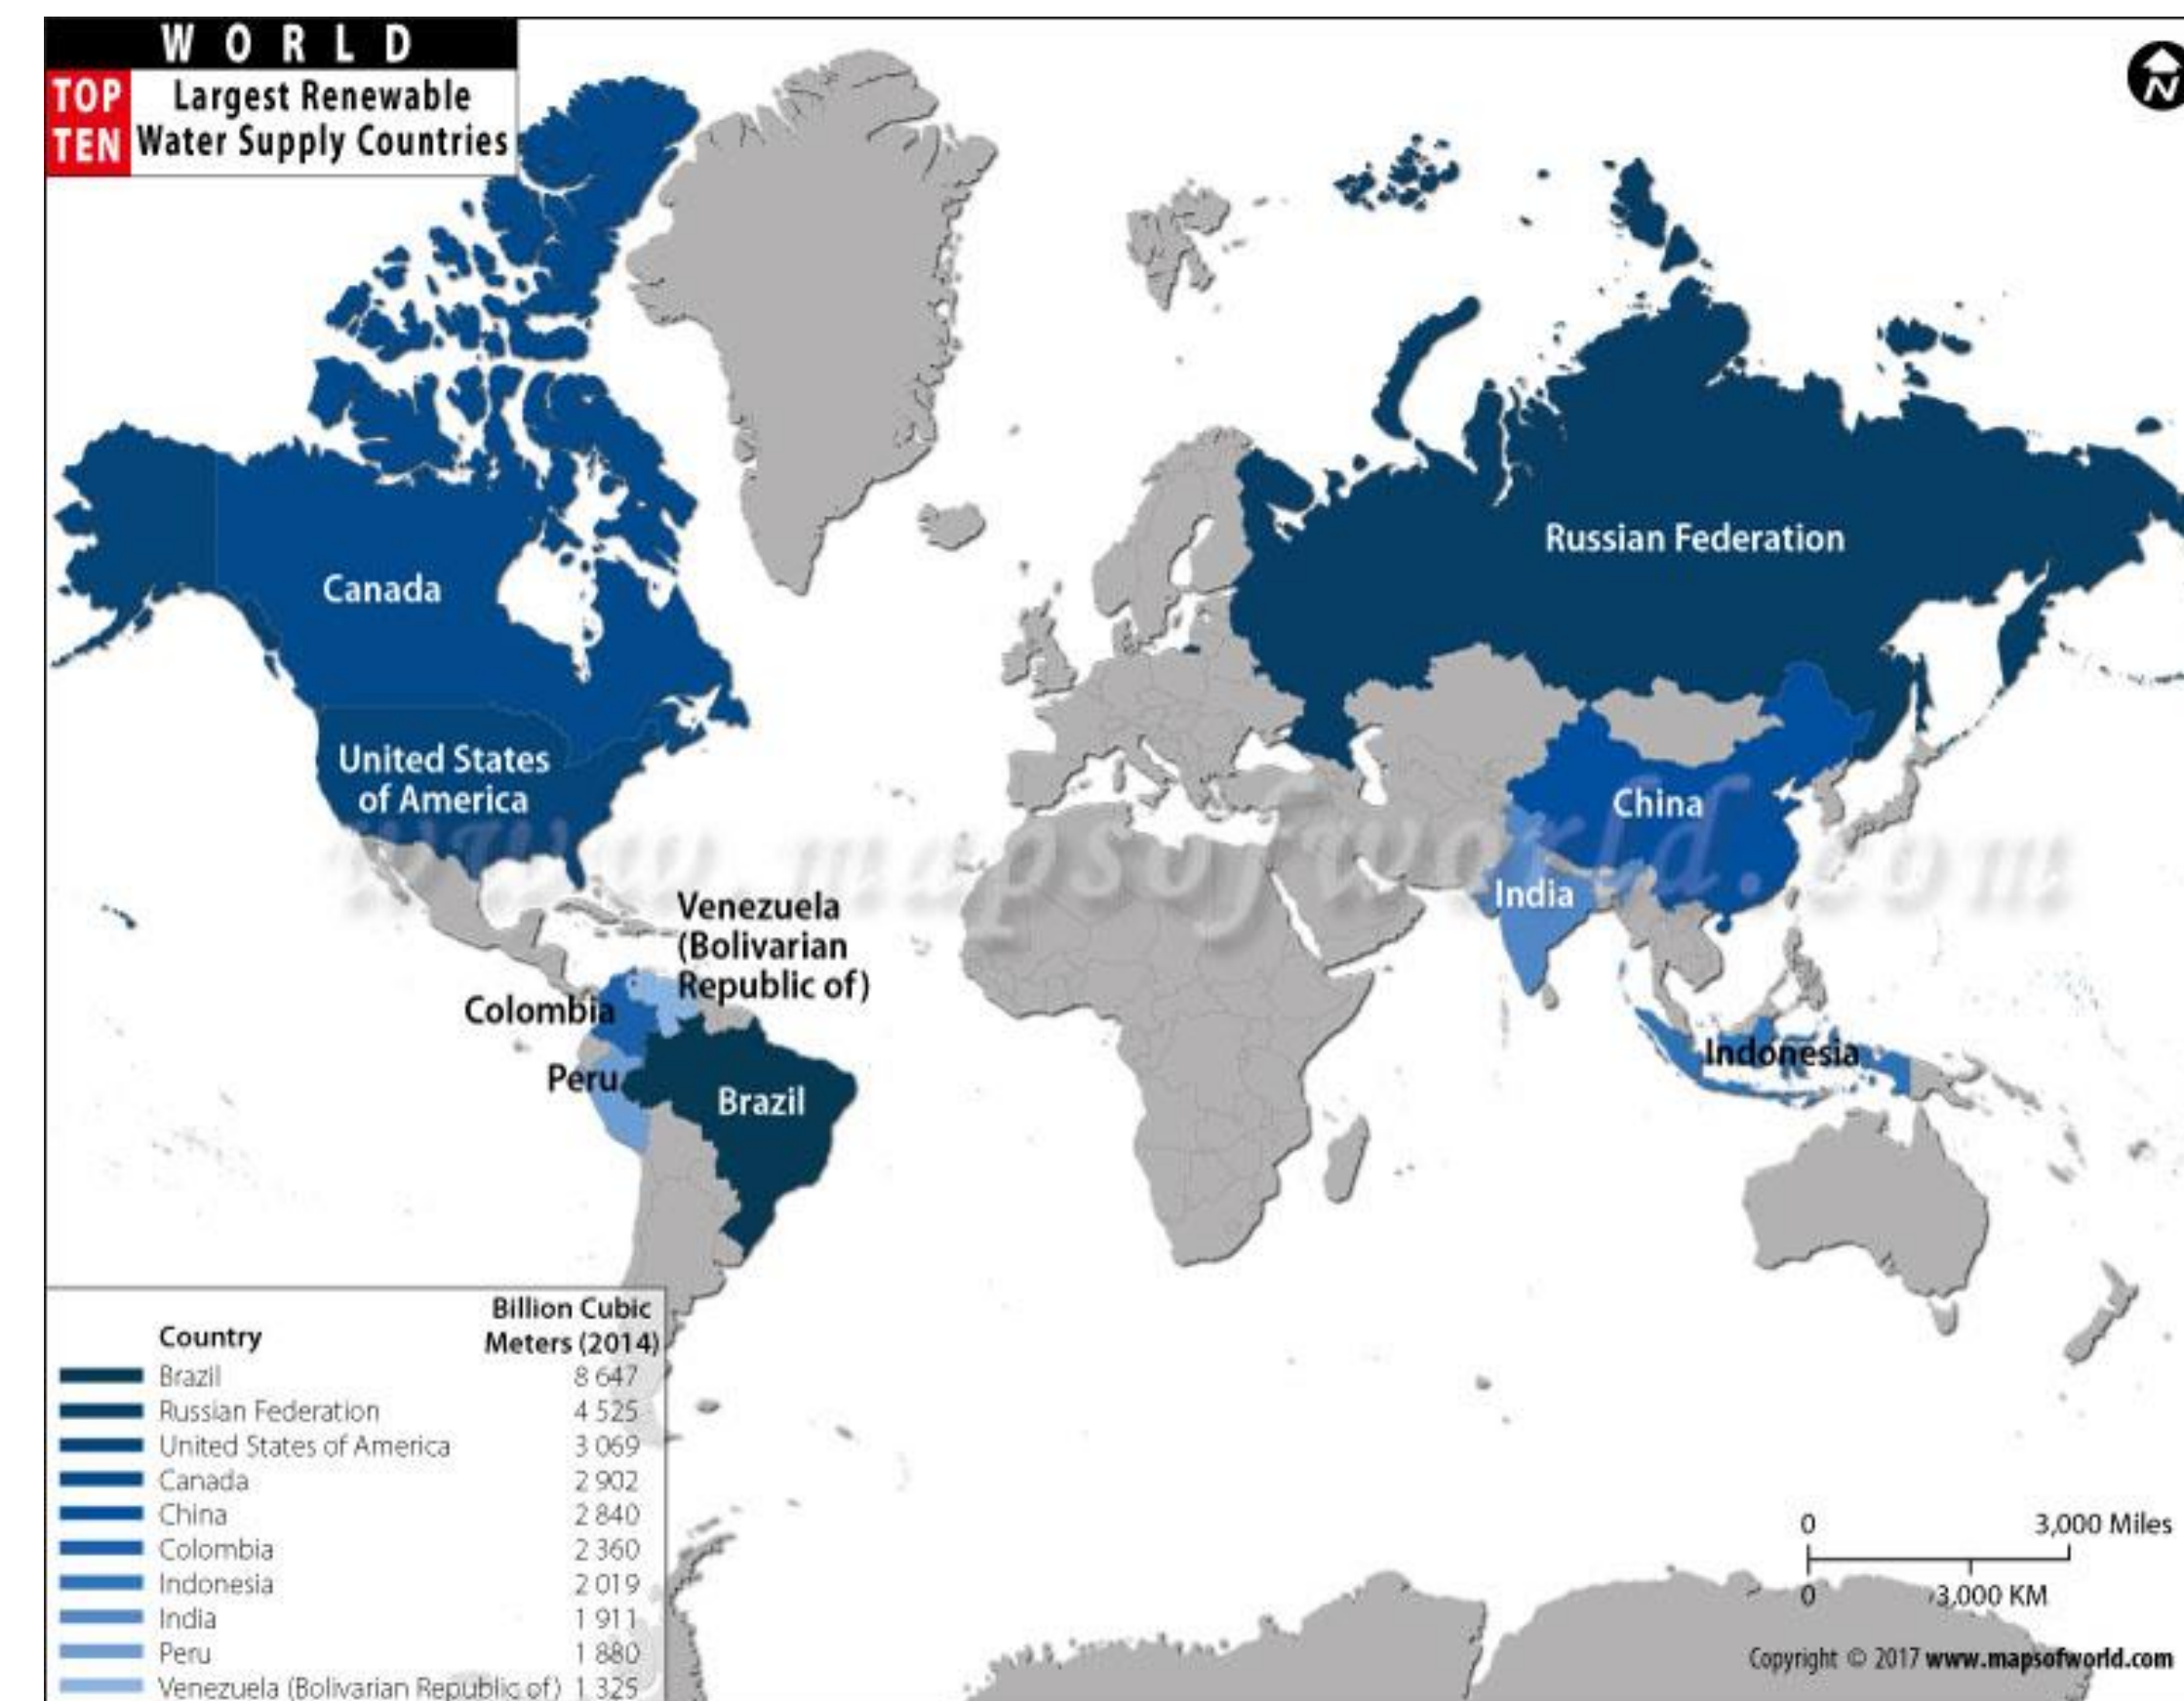 WORLD
TOP
TEN
Largest Renewable
Water Supply Countries
N
Canada
Russian Federation
United States
of America
China
www.mapsofworld.com
India
Venezuela
(Bolivarian
Republic of)
Colombia
Indonesia
Peru
Brazil
Country Billion Cubic
Meters (2014)
Brazil 8 647
Russian Federation 4 525
United States of America 3 069
Canada 2 902
China 2 840
Colombia 2 360
Indonesia 2 019
India 1 911
Peru 1 880
Venezuela (Bolivarian Republic of) 1 325
0 3,000 Miles
0 3,000 KM
Copyright © 2017 www.mapsofworld.com